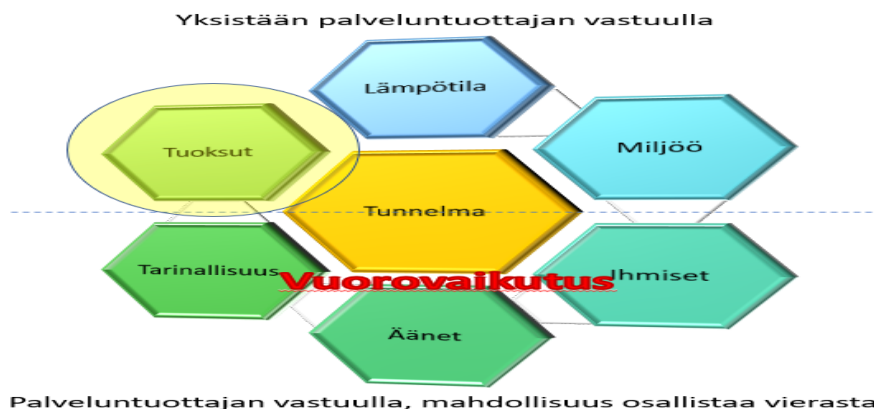 Yksistään palveluntuottajan vastuulla
Lämpötila
Tuoksut
Miljöö
Tunnelma
Tarinallisuus
Vuorovaikutus
Ihmiset
Äänet
Palveluntuottajan vastuulla, mahdollisuus osallistaa vierasta